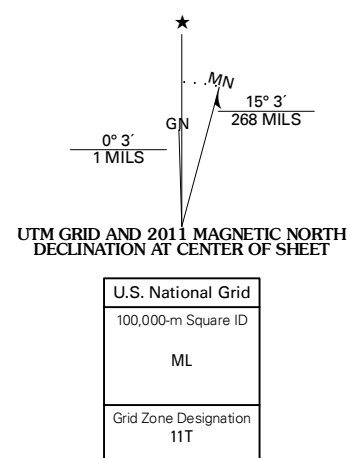 ★
MN
15° 3´
268 MILS
GN
0° 3´
1 MILS
UTM GRID AND 2011 MAGNETIC NORTH
DECLINATION AT CENTER OF SHEET
U.S. National Grid
100,000-m Square ID
ML
Grid Zone Designation
11T